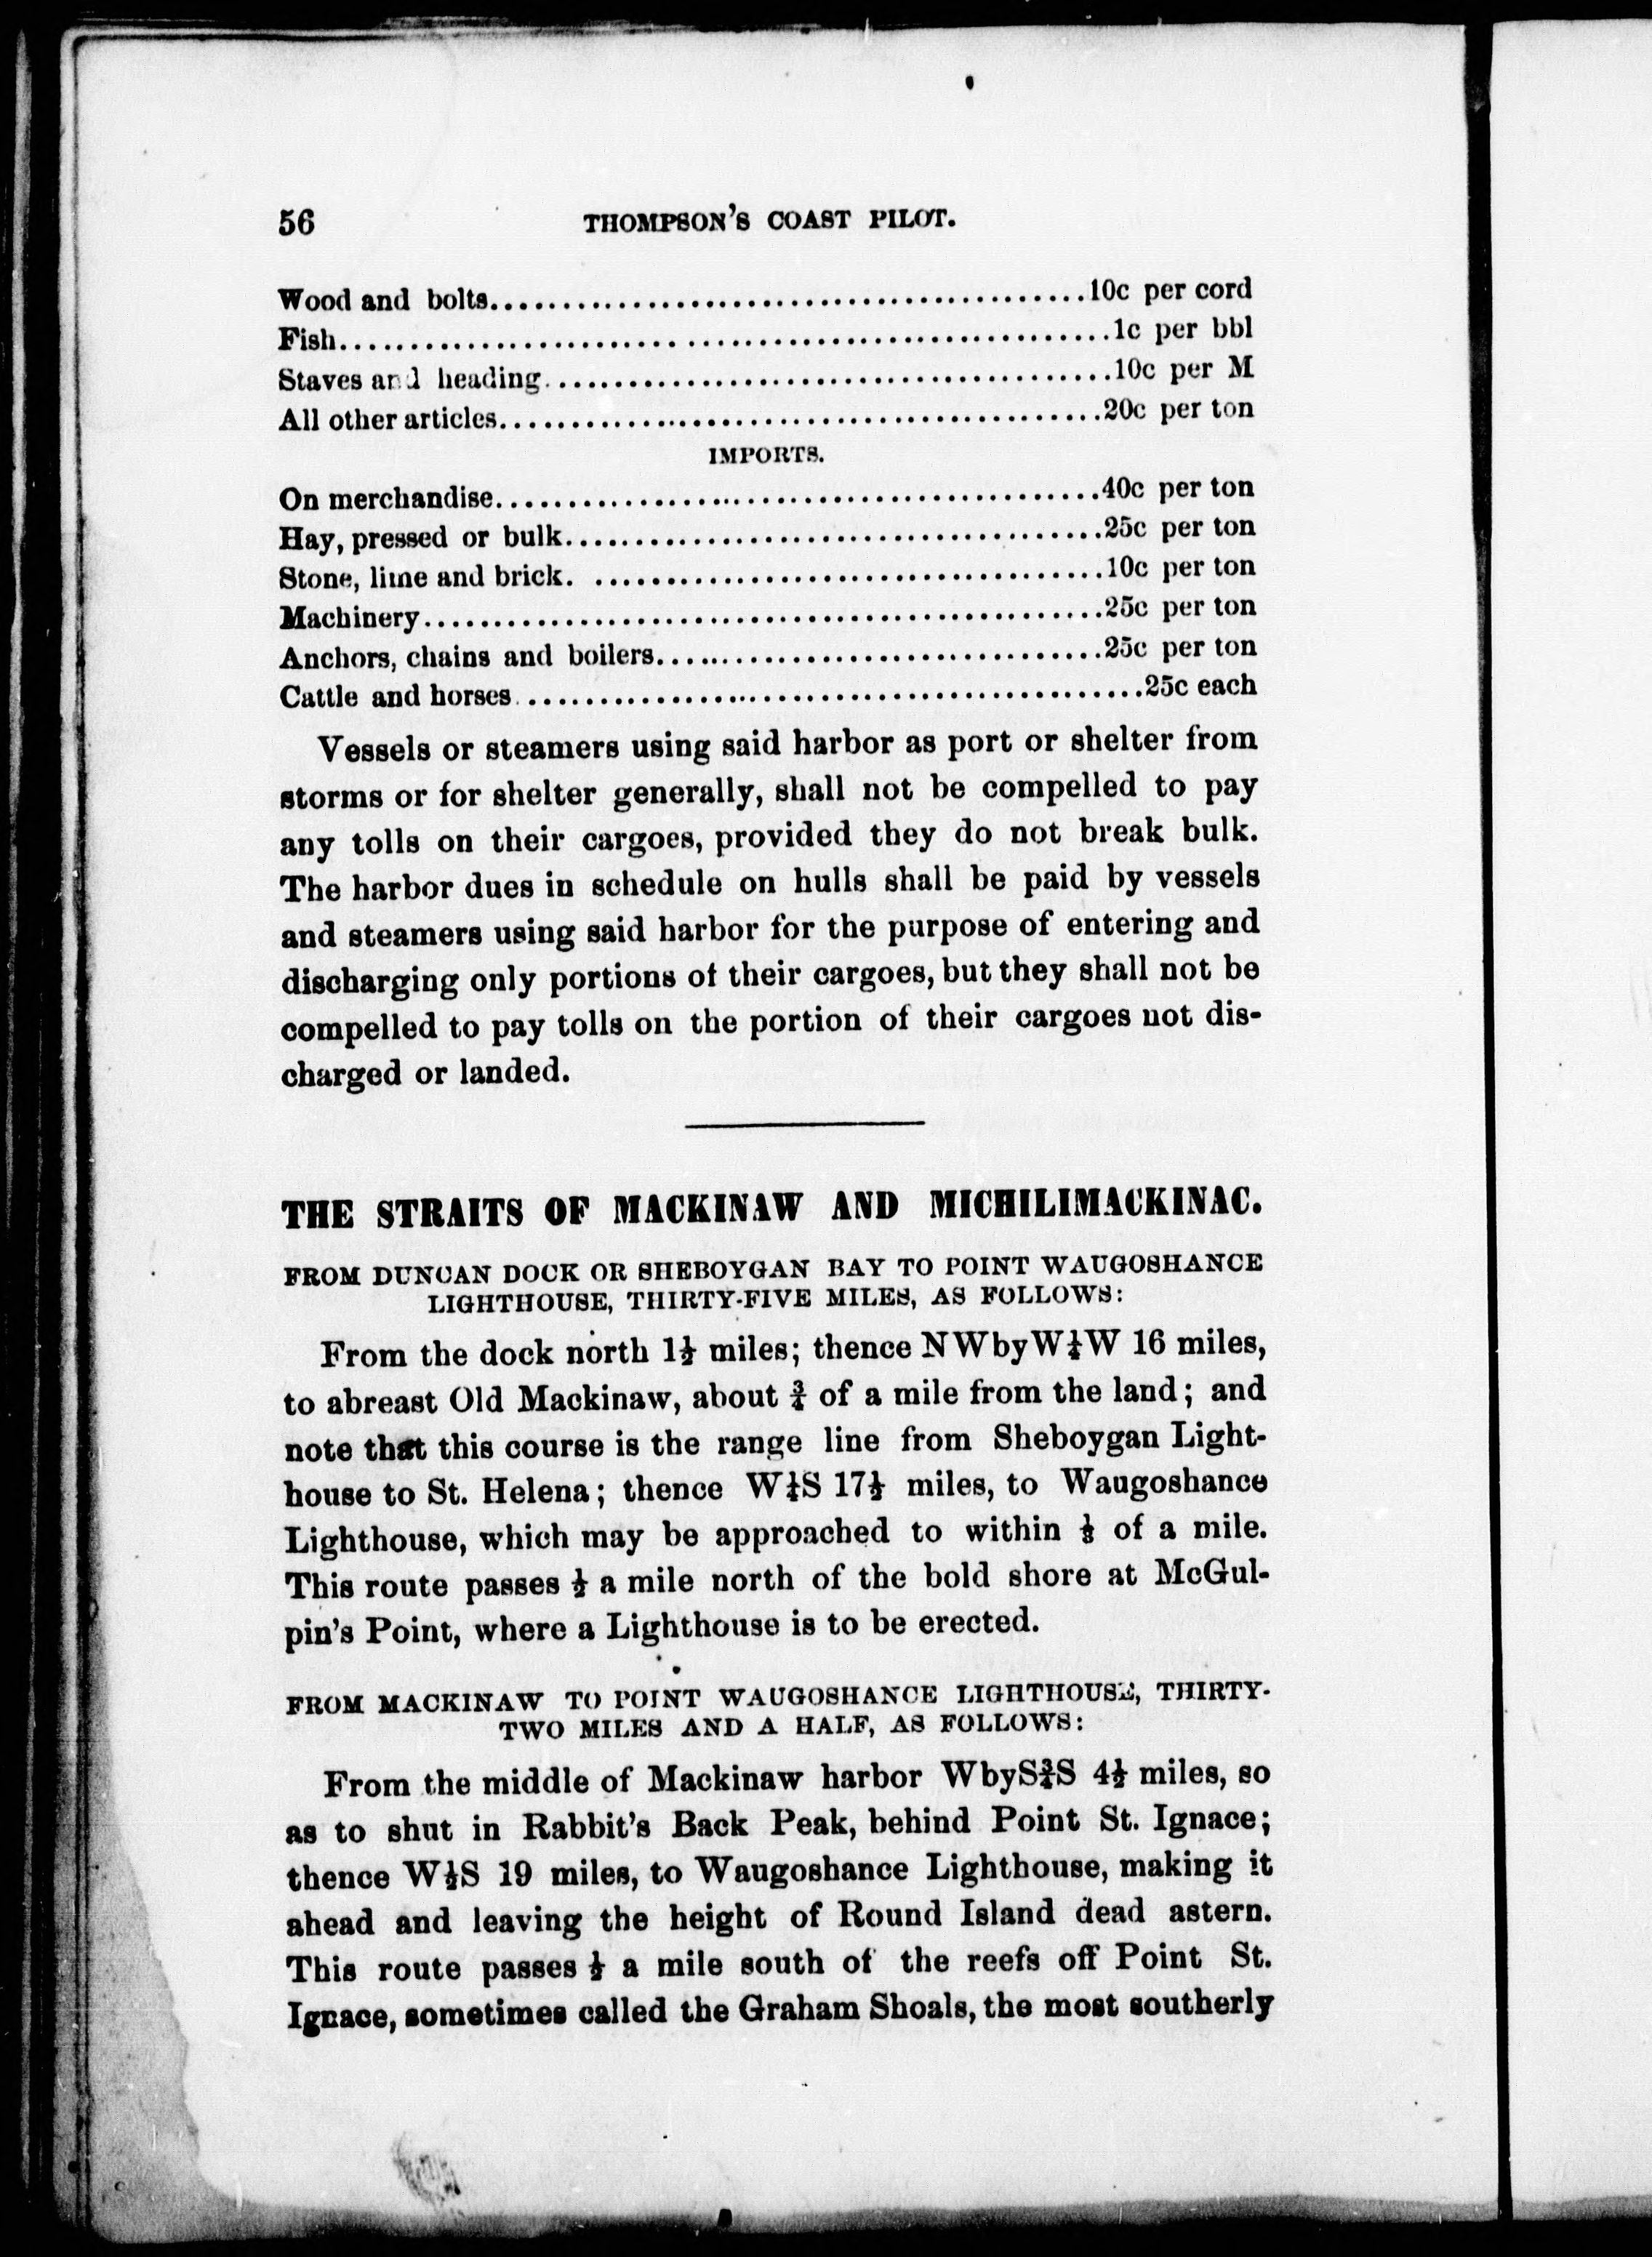 56 THOMPSON'S COAST PILOT.
Wood and bolts..........10c per cord
Fish..........1c per bbl
Staves and heading..........10c per M
All other articles..........20c per ton
IMPORTS.
On merchandise..........40c per ton
Hay, pressed or bulk..........25c per ton
Stone, lime and brick. ..........10c per ton
Machinery..........25c per ton
Anchors, chains and boilers..........25c per ton
Cattle and horses..........25c each
Vessels or steamers using said harbor as port or shelter from
storms or for shelter generally, shall not be compelled to pay
any tolls on their cargoes, provided they do not break bulk.
The harbor dues in schedule on hulls shall be paid by vessels
and steamers using said harbor for the purpose of entering and
discharging only portions of their cargoes, but they shall not be
compelled to pay tolls on the portion of their cargoes not dis-
charged or landed.
THE STRAITS OF MACKINAW AND MICHILIMACKINAC.
FROM DUNCAN DOCK OR SHEBOYGAN BAY TO POINT WAUGOSHANCE
LIGHTHOUSE, THIRTY-FIVE MILES, AS FOLLOWS:
From the dock north 1½ miles; thence NWbyW¼W 16 miles,
to abreast Old Mackinaw, about ¾ of a mile from the land; and
note that this course is the range line from Sheboygan Light-
house to St. Helena; thence W¼S 17½ miles, to Waugoshance
Lighthouse, which may be approached to within ⅛ of a mile.
This route passes ½ a mile north of the bold shore at McGul-
pin's Point, where a Lighthouse is to be erected.
FROM MACKINAW TO POINT WAUGOSHANCE LIGHTHOUSE, THIRTY-
TWO MILES AND A HALF, AS FOLLOWS:
From the middle of Mackinaw harbor WbyS¾S 4½ miles, so
as to shut in Rabbit's Back Peak, behind Point St. Ignace;
thence W½S 19 miles, to Waugoshance Lighthouse, making it
ahead and leaving the height of Round Island dead astern.
This route passes ½ a mile south of the reefs off Point St.
Ignace, sometimes called the Graham Shoals, the most southerly